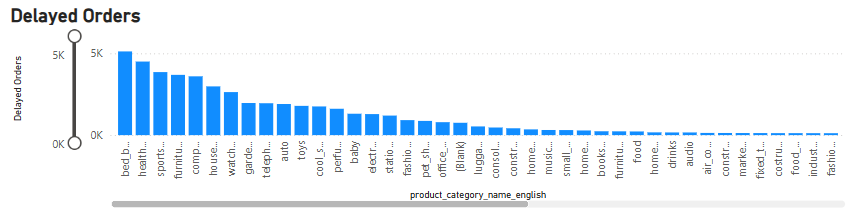 Delayed Orders
Delayed Orders
5K
0K
5K
0K
bed_b...
health...
sports...
furnitu...
comp...
house...
watch...
garde...
teleph...
auto
toys
cool_s...
perfu...
baby
electr...
statio...
fashio...
pet_sh...
office_...
(Blank)
lugga...
consol...
constr...
home...
music...
small_...
home...
books...
furnitu...
food
home...
drinks
audio
air_co...
constr...
marke...
fixed_t...
costru...
food_...
indust...
fashio...
product_category_name_english